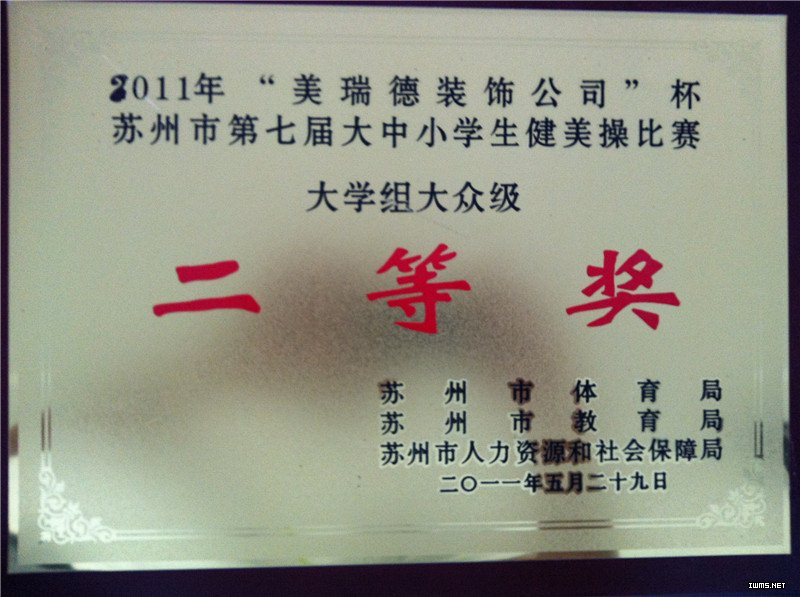 2011年“美瑞德装饰公司”杯
苏州市第七届大中小学生健美操比赛
大学组大众级
二等奖
苏州市体育局
苏州市教育局
苏州市人力资源和社会保障局
二〇一一年五月二十九日
IWMS.NET